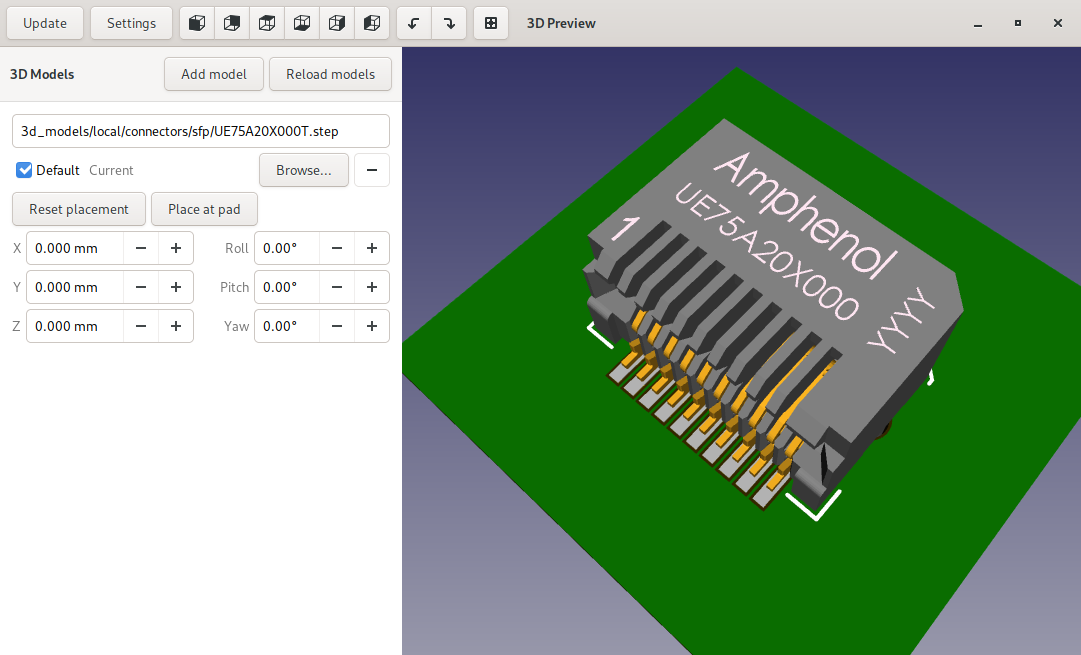 Update
Settings
3D Preview
3D Models
Add model
Reload models
3d_models/local/connectors/sfp/UE75A20X000T.step
Default
Current
Browse...
Reset placement
Place at pad
X
0.000 mm
Roll
0.00°
Y
0.000 mm
Pitch
0.00°
Z
0.000 mm
Yaw
0.00°
Amphenol
UE75A20X000
1
YYYY